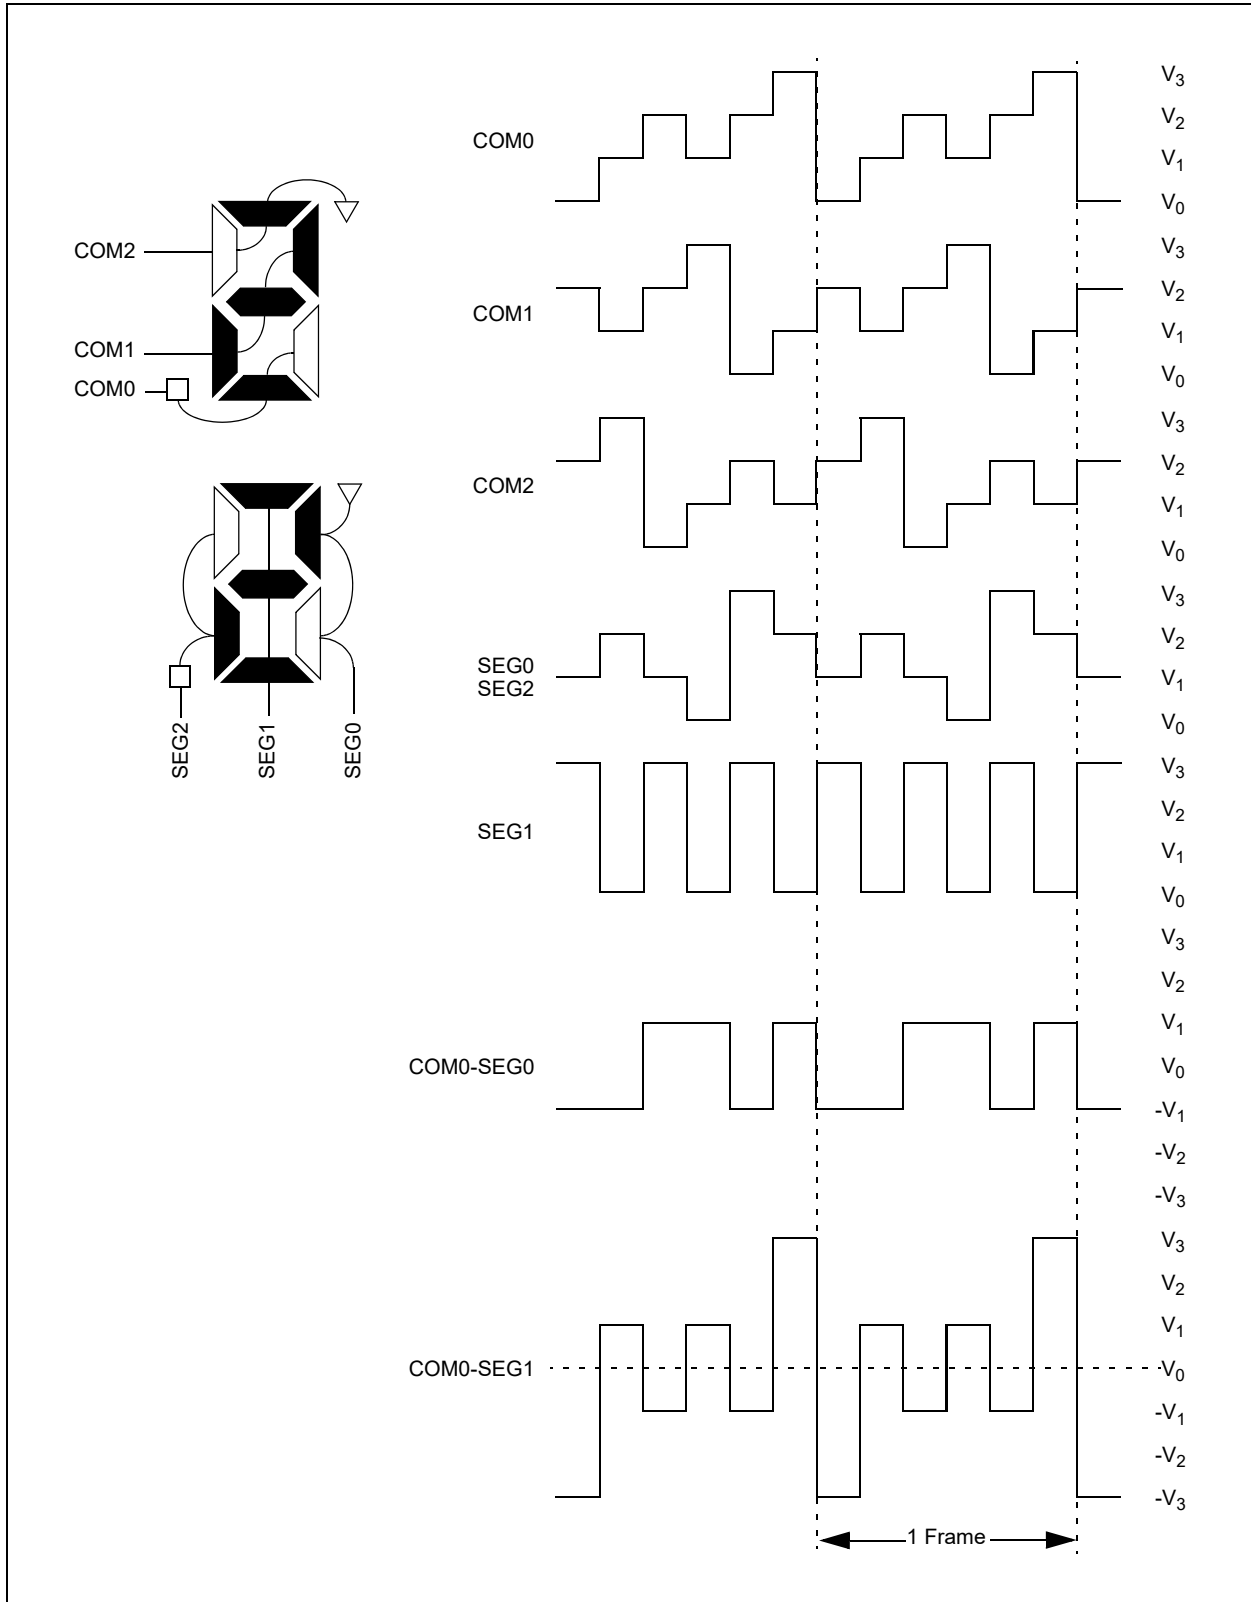 COM2
COM1
COM0
SEG2
SEG1
SEG0
COM0
V3
V2
V1
V0
COM1
V3
V2
V1
V0
COM2
V3
V2
V1
V0
SEG0
SEG2
V3
V2
V1
V0
SEG1
V3
V2
V1
V0
COM0-SEG0
V3
V2
V1
V0
-V1
-V2
-V3
COM0-SEG1
V3
V2
V1
V0
-V1
-V2
-V3
1 Frame